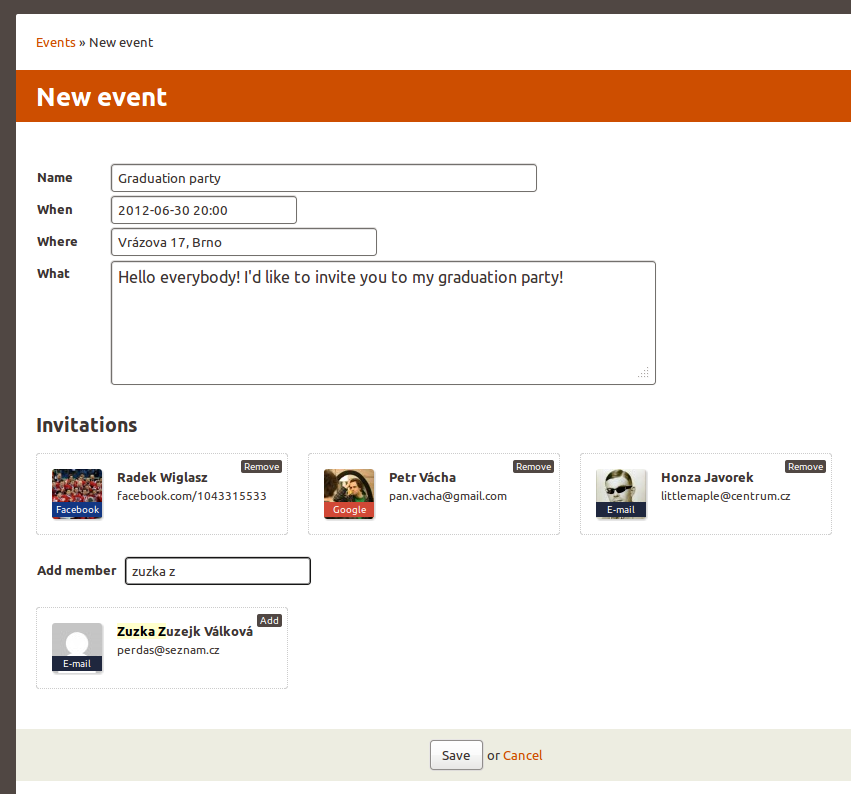 Events » New event
New event
Name Graduation party
When 2012-06-30 20:00
Where Vrázova 17, Brno
What Hello everybody! I'd like to invite you to my graduation party!
Invitations
Remove
Radek Wiglasz
facebook.com/1043315533
Facebook
Remove
Petr Vácha
pan.vacha@gmail.com
Google
Remove
Honza Javorek
littlemaple@centrum.cz
E-mail
Add member zuzka z
Add
Zuzka Zuzejk Válková
perdas@seznam.cz
E-mail
Save or Cancel